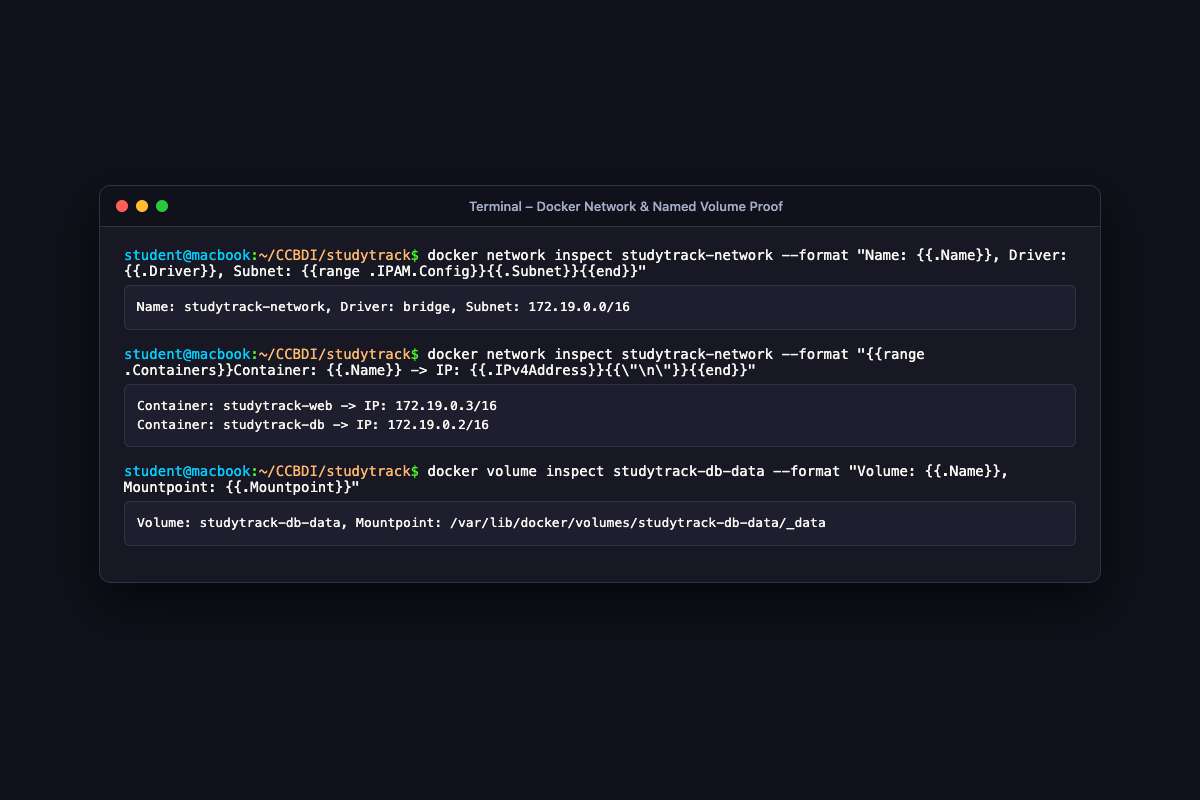 Terminal – Docker Network & Named Volume Proof
student@macbook:~/CCBDI/studytrack$ docker network inspect studytrack-network --format "Name: {{.Name}}, Driver:
{{.Driver}}, Subnet: {{range .IPAM.Config}}{{.Subnet}}{{end}}"
Name: studytrack-network, Driver: bridge, Subnet: 172.19.0.0/16
student@macbook:~/CCBDI/studytrack$ docker network inspect studytrack-network --format "{{range
.Containers}}Container: {{.Name}} -> IP: {{.IPv4Address}}{{\"\n\"}}{{end}}"
Container: studytrack-web -> IP: 172.19.0.3/16
Container: studytrack-db -> IP: 172.19.0.2/16
student@macbook:~/CCBDI/studytrack$ docker volume inspect studytrack-db-data --format "Volume: {{.Name}},
Mountpoint: {{.Mountpoint}}"
Volume: studytrack-db-data, Mountpoint: /var/lib/docker/volumes/studytrack-db-data/_data